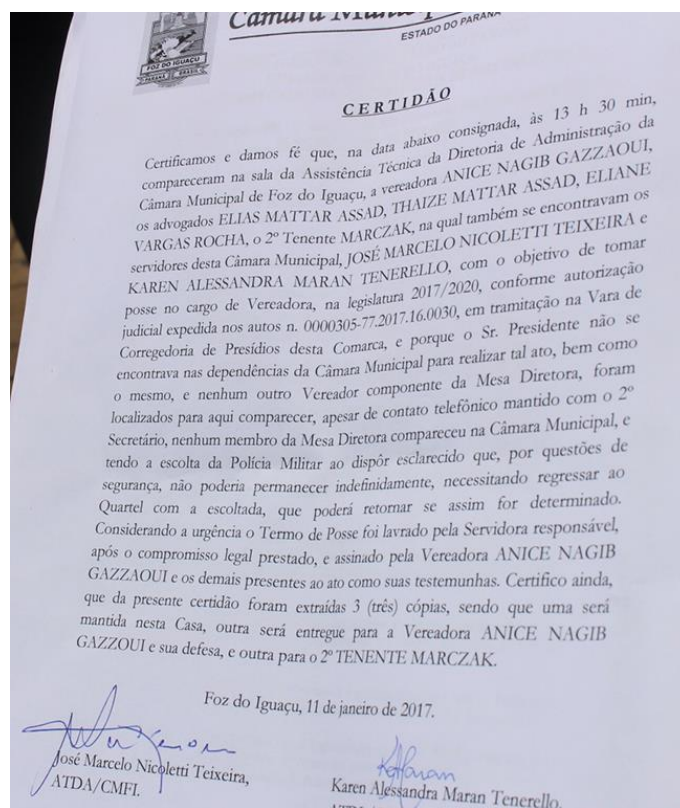 Câmara
ESTADO DO PARANÁ
FOZ DO IGUAÇU
PARANÁ BRASIL
CERTIDÃO
Certificamos e damos fé que, na data abaixo consignada, às 13 h 30 min,
compareceram na sala da Assistência Técnica da Diretoria de Administração da
Câmara Municipal de Foz do Iguaçu, a vereadora ANICE NAGIB GAZZAOUI,
os advogados ELIAS MATTAR ASSAD, THAIZE MATTAR ASSAD, ELIANE
VARGAS ROCHA, o 2º Tenente MARCZAK, na qual também se encontravam os
servidores desta Câmara Municipal, JOSÉ MARCELO NICOLETTI TEIXEIRA e
KAREN ALESSANDRA MARAN TENERELLO, com o objetivo de tomar
posse no cargo de Vereadora, na legislatura 2017/2020, conforme autorização
judicial expedida nos autos n. 0000305-77.2017.16.0030, em tramitação na Vara de
Corregedoria de Presídios desta Comarca, e porque o Sr. Presidente não se
encontrava nas dependências da Câmara Municipal para realizar tal ato, bem como
o mesmo, e nenhum outro Vereador componente da Mesa Diretora, foram
localizados para aqui comparecer, apesar de contato telefônico mantido com o 2º
Secretário, nenhum membro da Mesa Diretora compareceu na Câmara Municipal, e
tendo a escolta da Polícia Militar ao dispôr esclarecido que, por questões de
segurança, não poderia permanecer indefinidamente, necessitando regressar ao
Quartel com a escoltada, que poderá retornar se assim for determinado.
Considerando a urgência o Termo de Posse foi lavrado pela Servidora responsável,
após o compromisso legal prestado, e assinado pela Vereadora ANICE NAGIB
GAZZAOUI e os demais presentes ao ato como suas testemunhas. Certifico ainda,
que da presente certidão foram extraídas 3 (três) cópias, sendo que uma será
mantida nesta Casa, outra será entregue para a Vereadora ANICE NAGIB
GAZZOUI e sua defesa, e outra para o 2º TENENTE MARCZAK.
Foz do Iguaçu, 11 de janeiro de 2017.
José Marcelo Nicoletti Teixeira,
ATDA/CMFI.
Karen Alessandra Maran Tenerello,